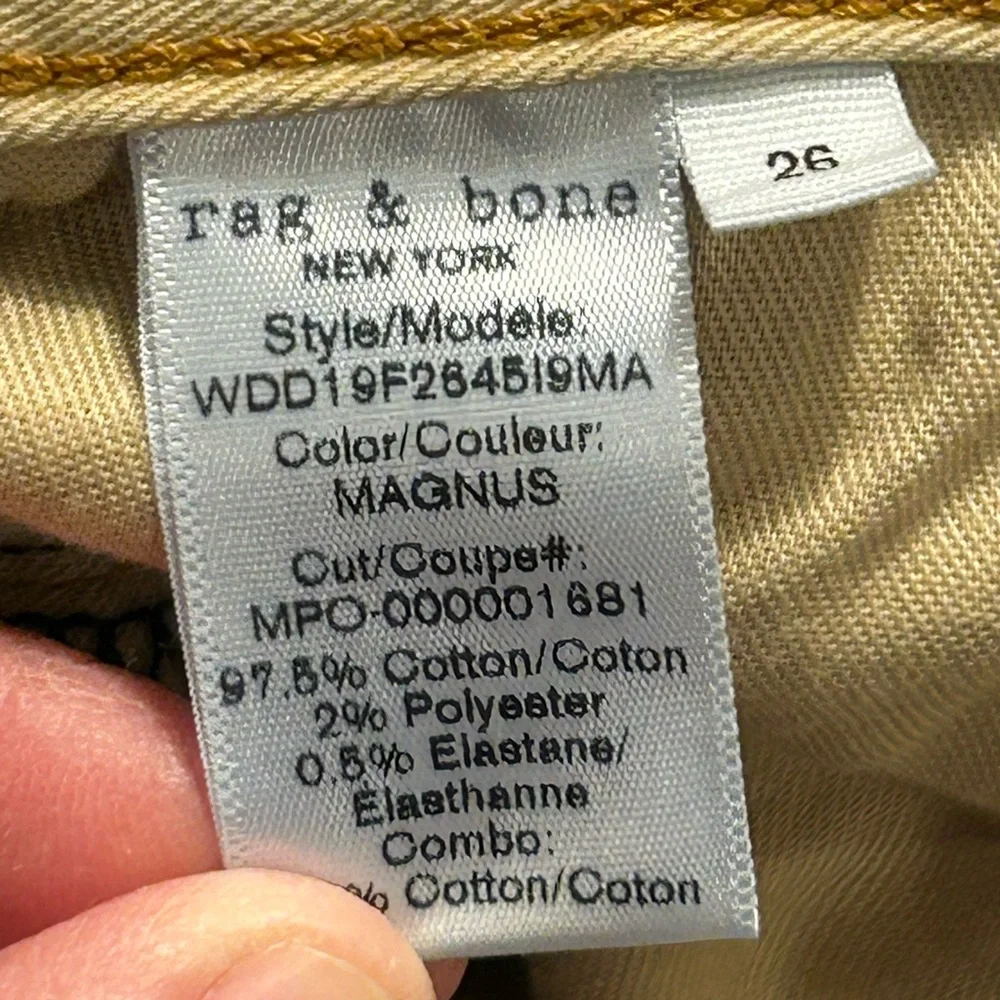 rag & bone
26
NEW YORK
Style/Modéle:
WDD19F2645I9MA
Color/Couleur:
MAGNUS
Cut/Coupe#:
MPO-000001681
97.5% Cotton/Coton
2% Polyester
0.5% Elastane/
Elasthanne
Combo:
% Cotton/Coton